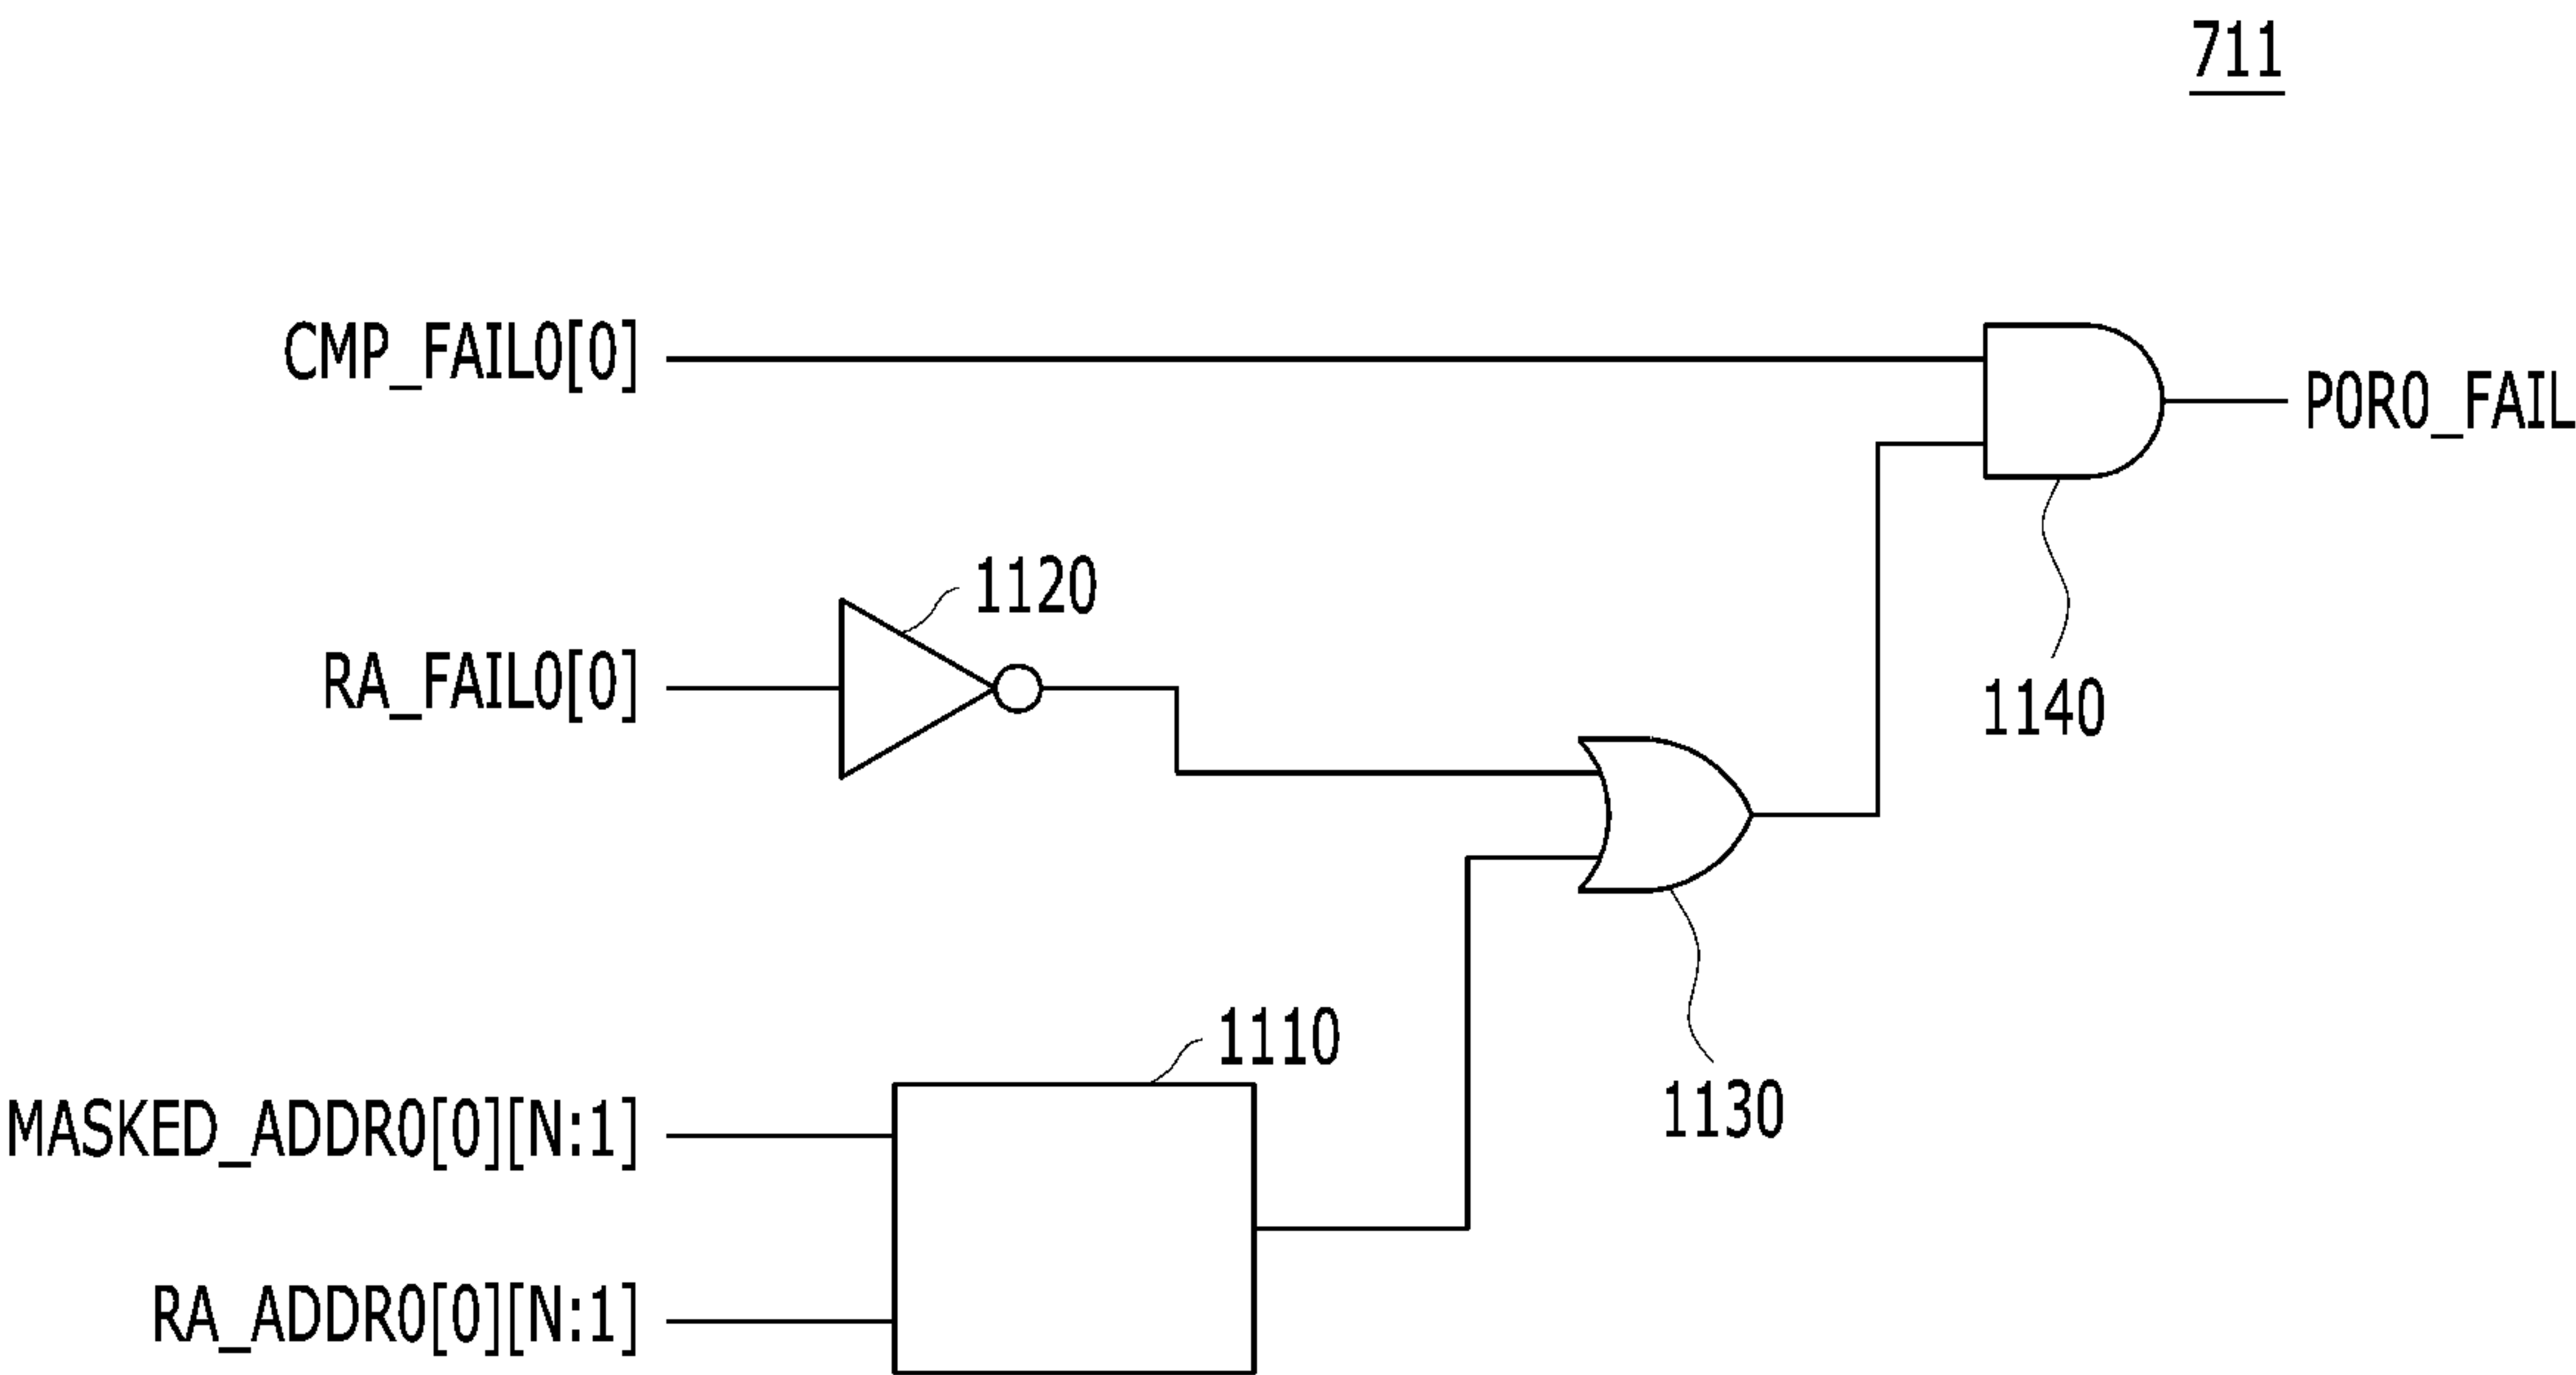 711
CMP_FAIL0[0]
P0R0_FAIL
1120
RA_FAIL0[0]
1140
1110
1130
MASKED_ADDR0[0][N:1]
RA_ADDR0[0][N:1]